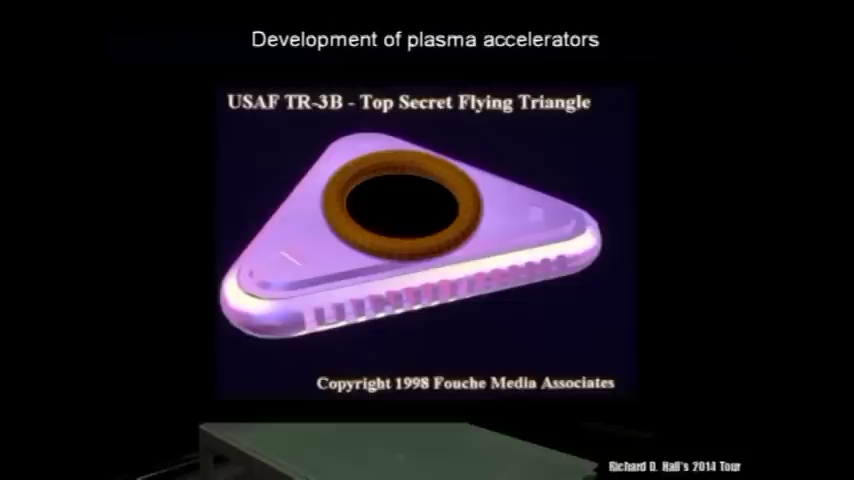 Development of plasma accelerators
USAF TR-3B - Top Secret Flying Triangle
Copyright 1998 Fouche Media Associates
Richard D. Hall's 2014 Tour